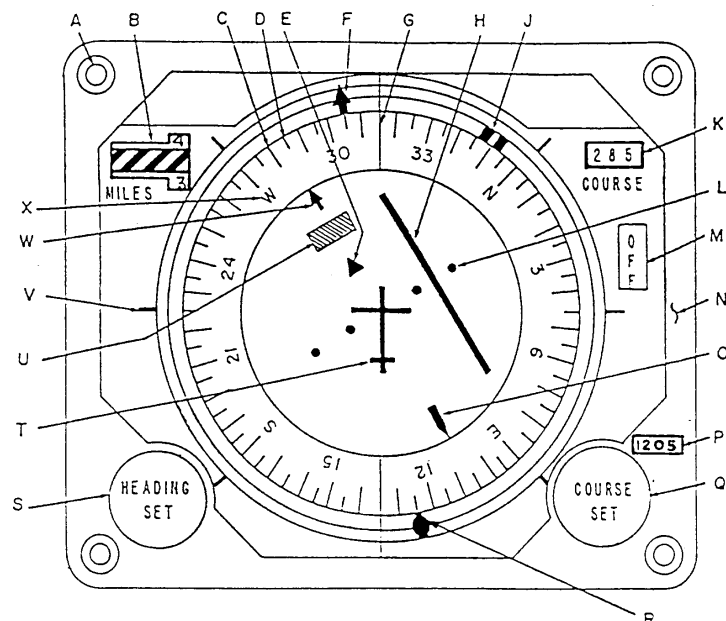 A B C D E F G H J
K
L
M
N
O
P
Q
R
S
T
U
V
W
X
4
3
MILES
285
COURSE
OFF
1205
HEADING
SET
COURSE
SET
30
33
N
3
6
E
12
15
S
21
24
W